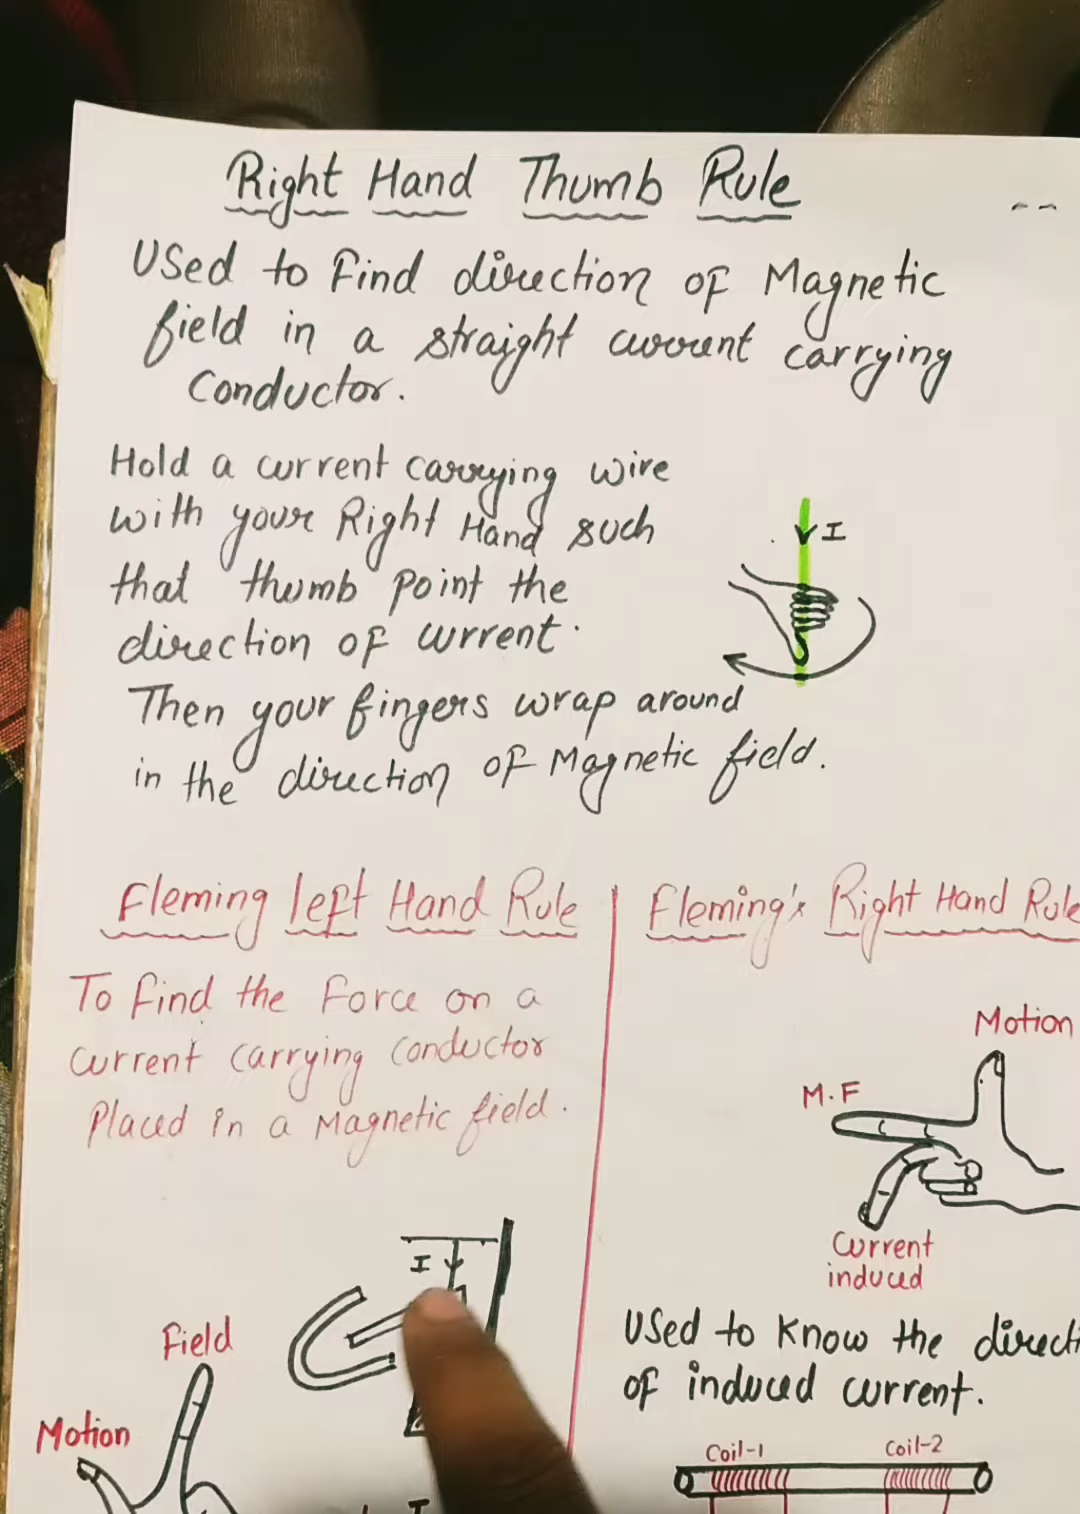 Right Hand Thumb Rule
Used to find direction of Magnetic
field in a straight current carrying
Conductor.
Hold a current carrying wire
with your Right Hand such
that thumb point the
direction of current.
Then your fingers wrap around
in the direction of Magnetic field.
I
Fleming left Hand Rule
To find the Force on a
current carrying conductor
Placed in a Magnetic field.
I
Field
Motion
I
Fleming's Right Hand Rule
Motion
M.F
Current
induced
Used to know the directi
of induced current.
Coil-1 Coil-2